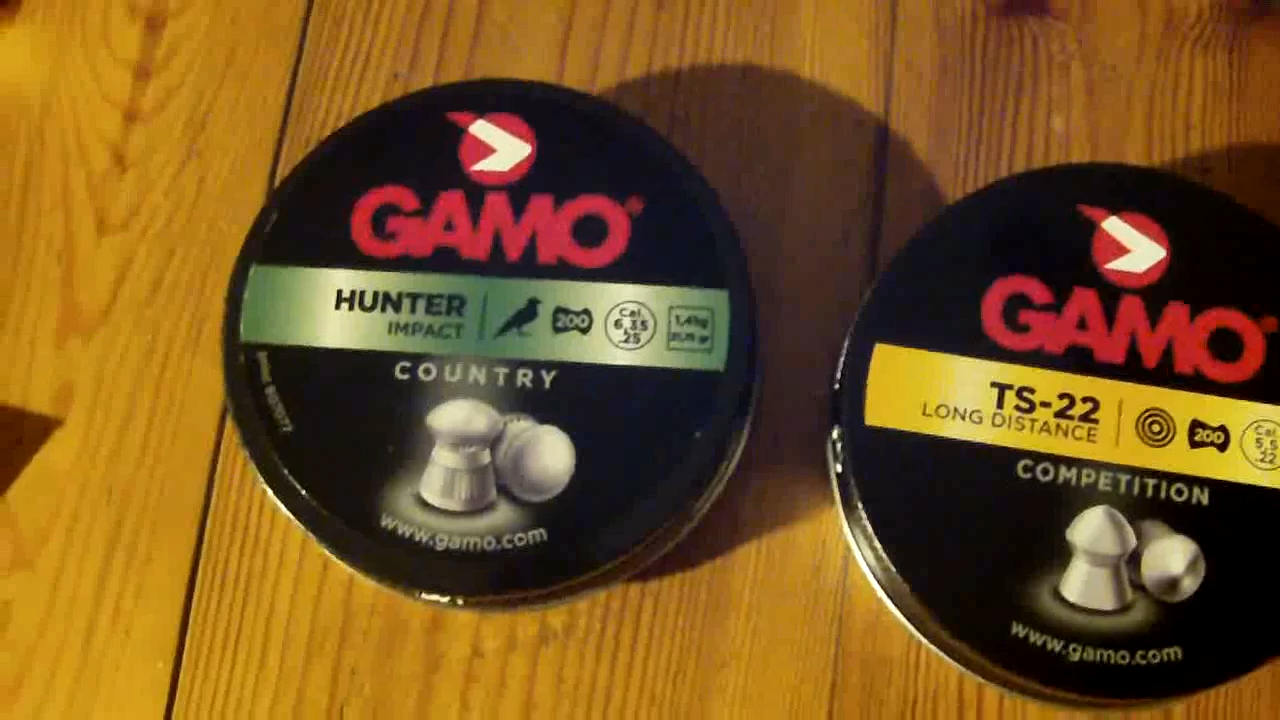 GAMO
HUNTER
IMPACT
200
Cal.
6,35
.25
COUNTRY
www.gamo.com
GAMO
TS-22
LONG DISTANCE
200
Cal
5,5
.22
COMPETITION
www.gamo.com